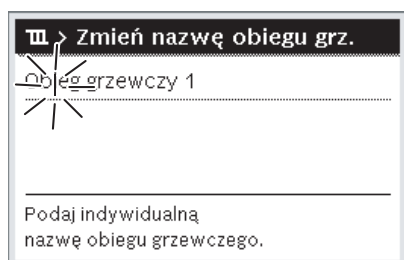 > Zmień nazwę obiegu grz.
Obieg grzewczy 1
Podaj indywidualną
nazwę obiegu grzewczego.